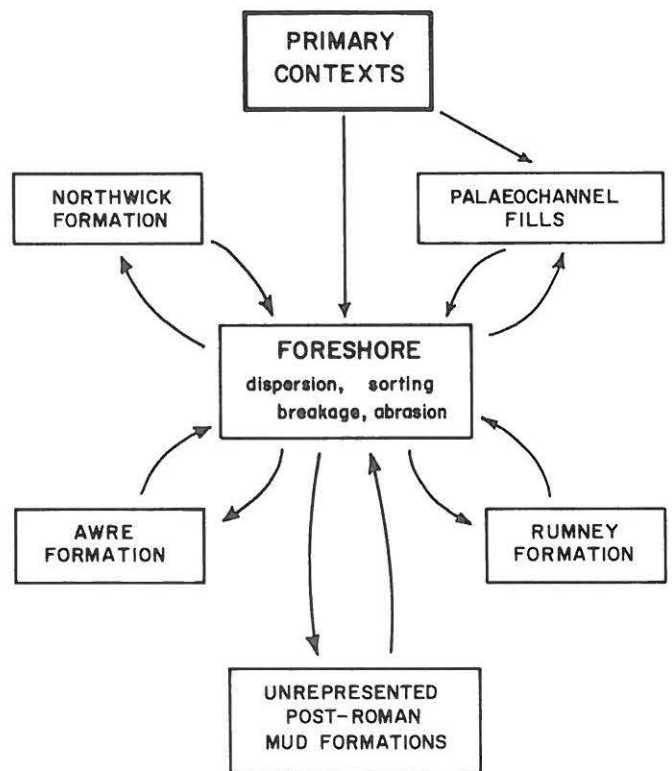 PRIMARY
CONTEXTS
NORTHWICK
FORMATION
PALAEOCHANNEL
FILLS
FORESHORE
dispersion, sorting
breakage, abrasion
AWRE
FORMATION
RUMNEY
FORMATION
UNREPRESENTED
POST-ROMAN
MUD FORMATIONS